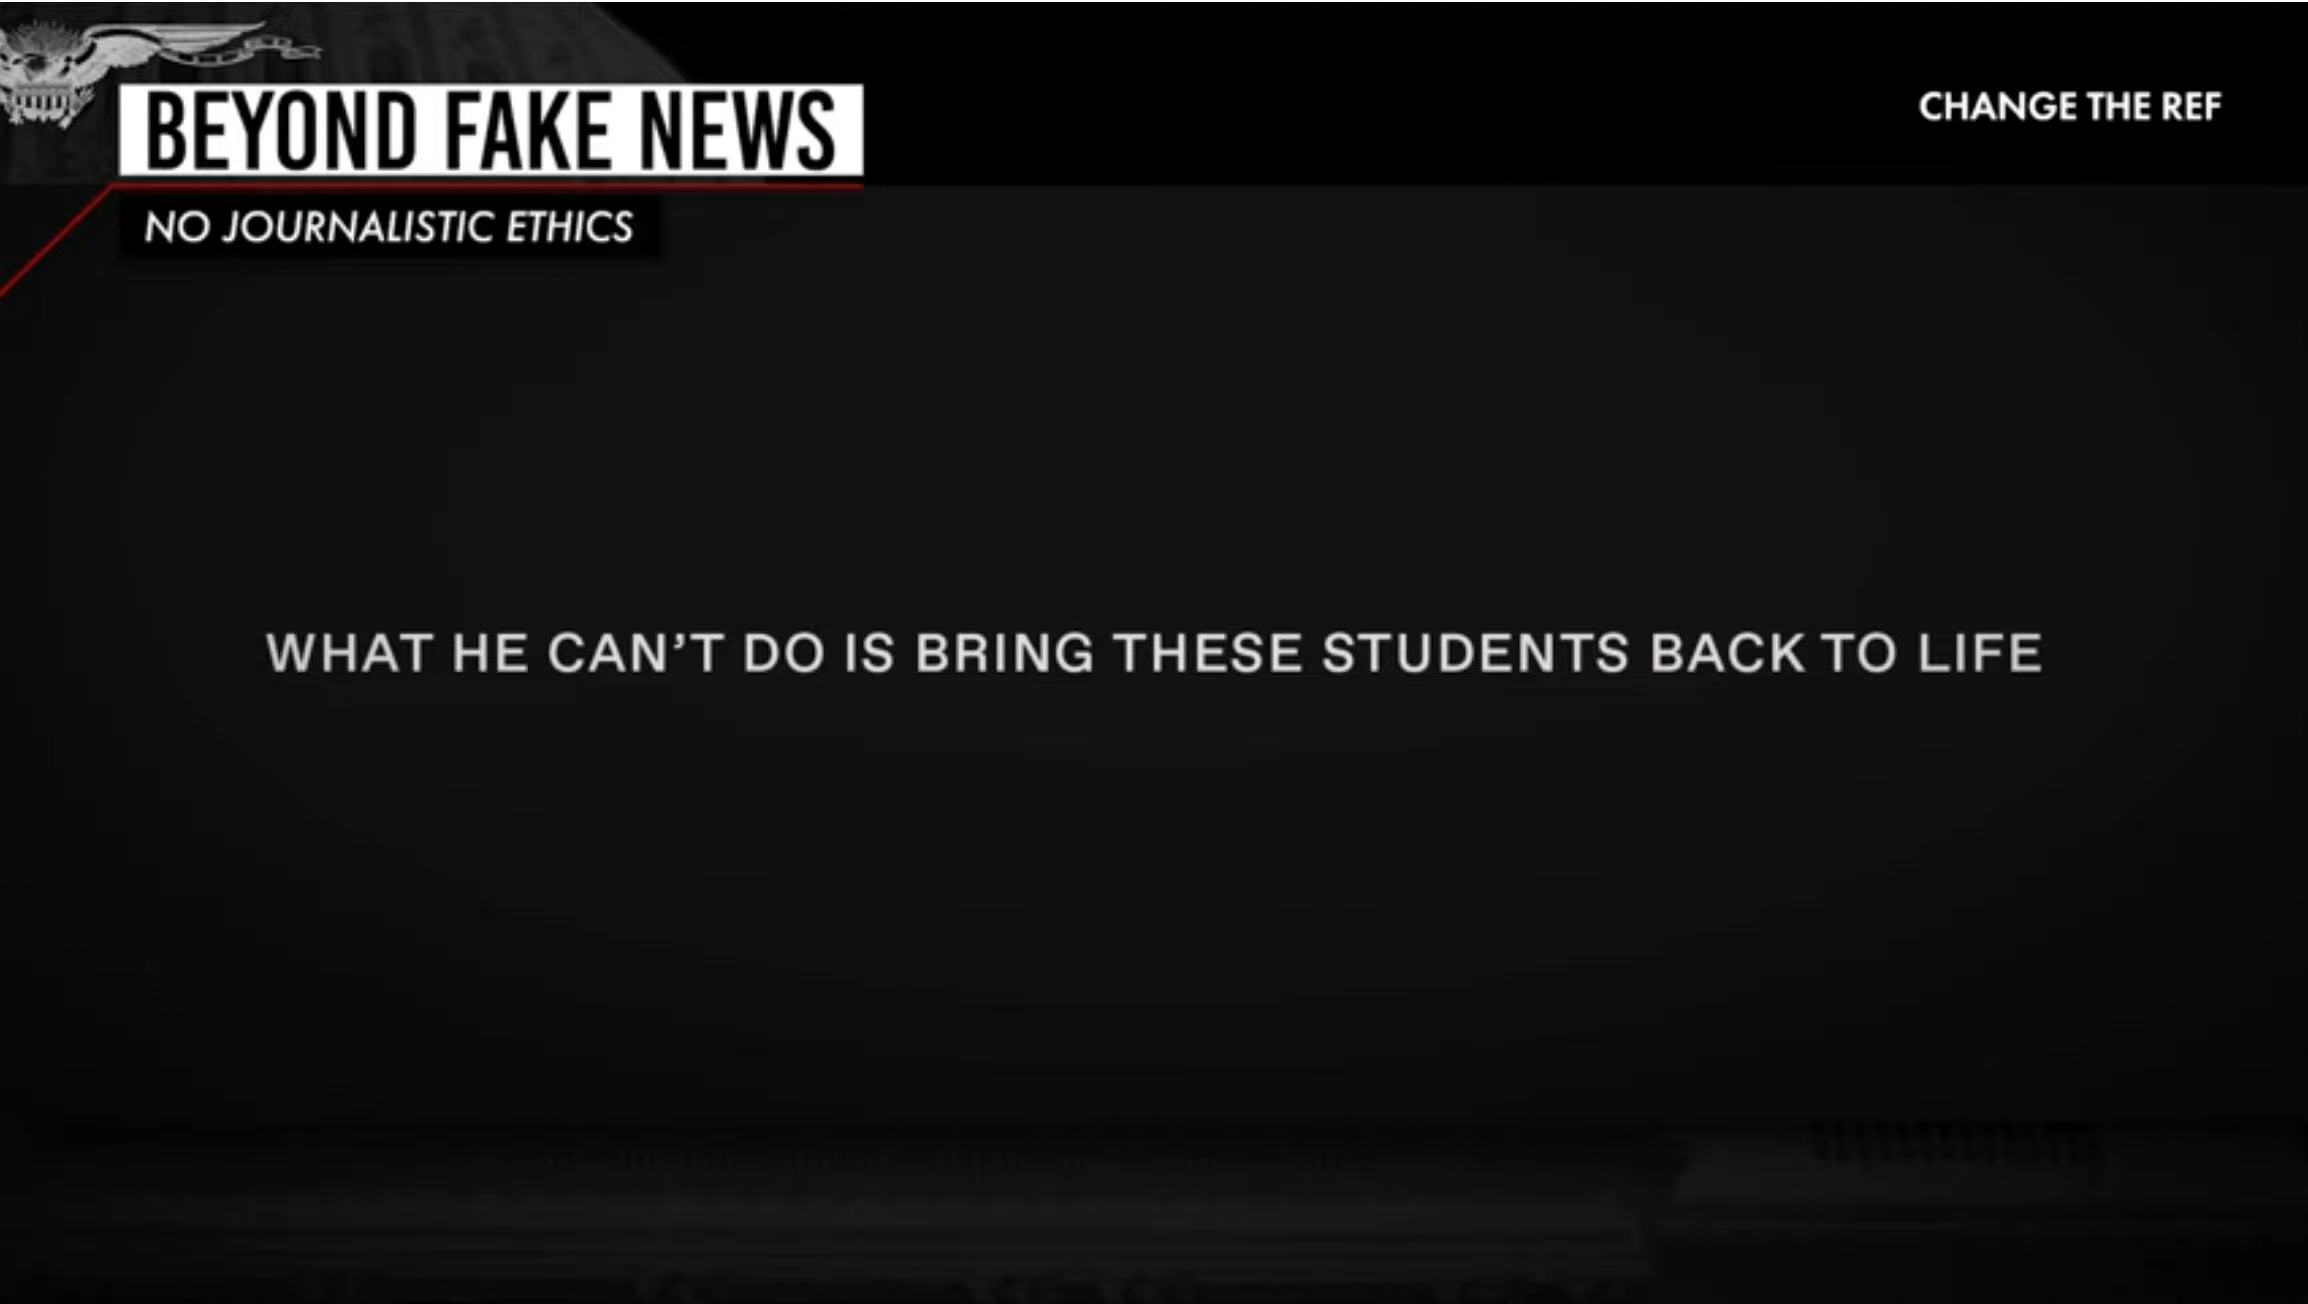 BEYOND FAKE NEWS
CHANGE THE REF
NO JOURNALISTIC ETHICS
WHAT HE CAN’T DO IS BRING THESE STUDENTS BACK TO LIFE